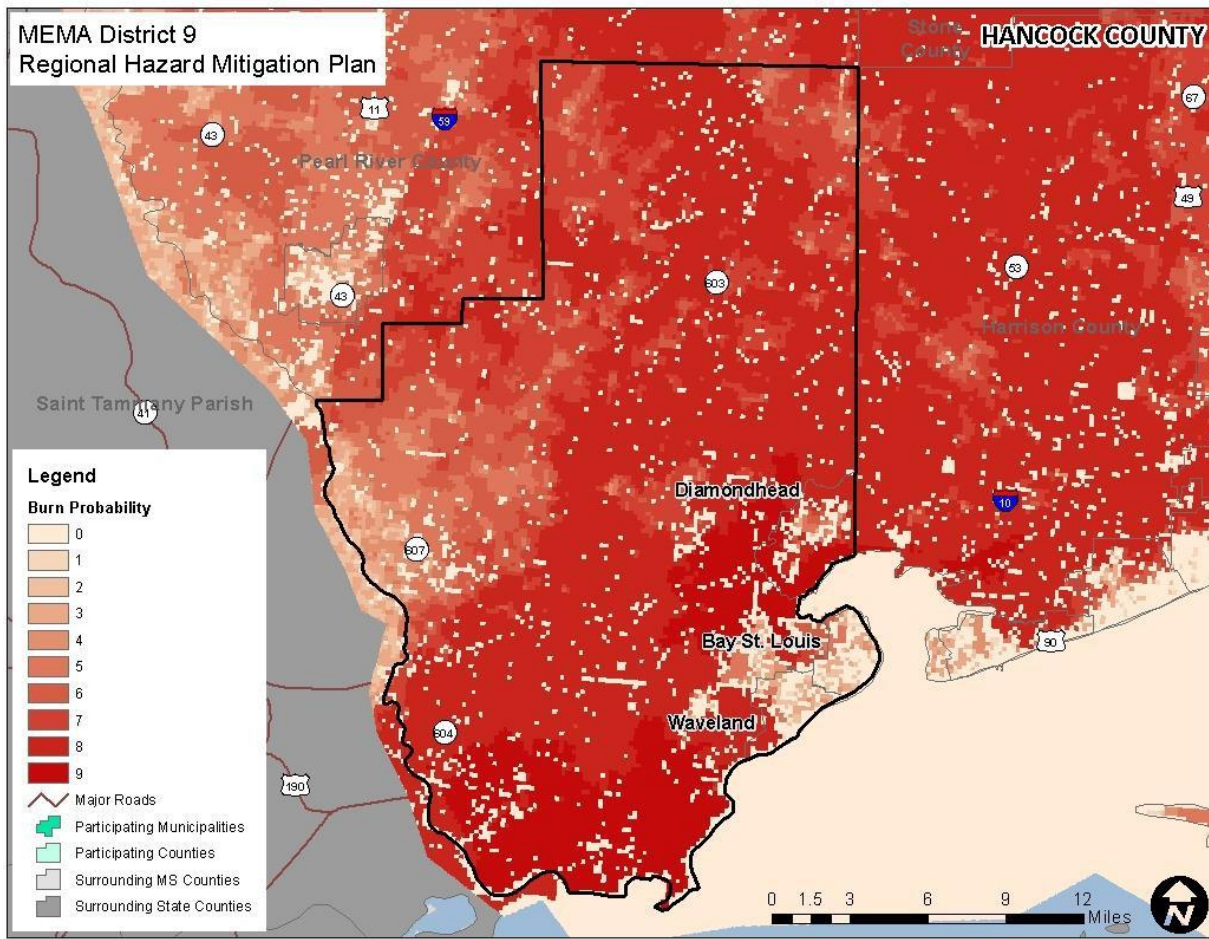 MEMA District 9
Regional Hazard Mitigation Plan
HANCOCK COUNTY
Stone
County
67
11
59
43
Pearl River County
49
53
603
43
Harrison County
Saint Tammany Parish
41
Diamondhead
10
607
Bay St. Louis
90
Waveland
604
190
Legend
Burn Probability
0
1
2
3
4
5
6
7
8
9
Major Roads
Participating Municipalities
Participating Counties
Surrounding MS Counties
Surrounding State Counties
0 1.5 3 6 9 12
Miles
N